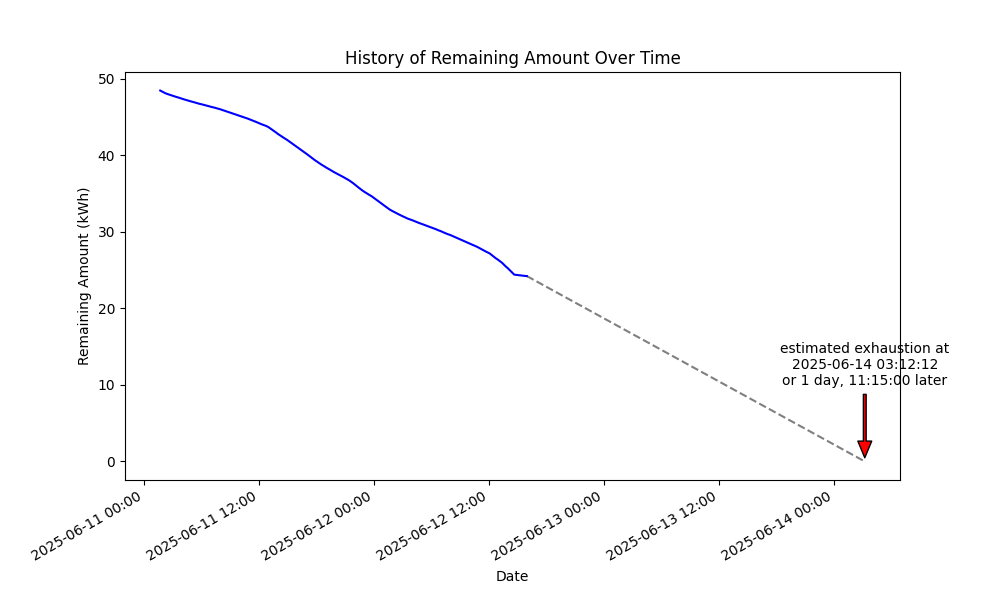 History of Remaining Amount Over Time
Remaining Amount (kWh)
50
40
30
20
10
0
estimated exhaustion at
2025-06-14 03:12:12
or 1 day, 11:15:00 later
2025-06-11 00:00
2025-06-11 12:00
2025-06-12 00:00
2025-06-12 12:00
2025-06-13 00:00
2025-06-13 12:00
2025-06-14 00:00
Date